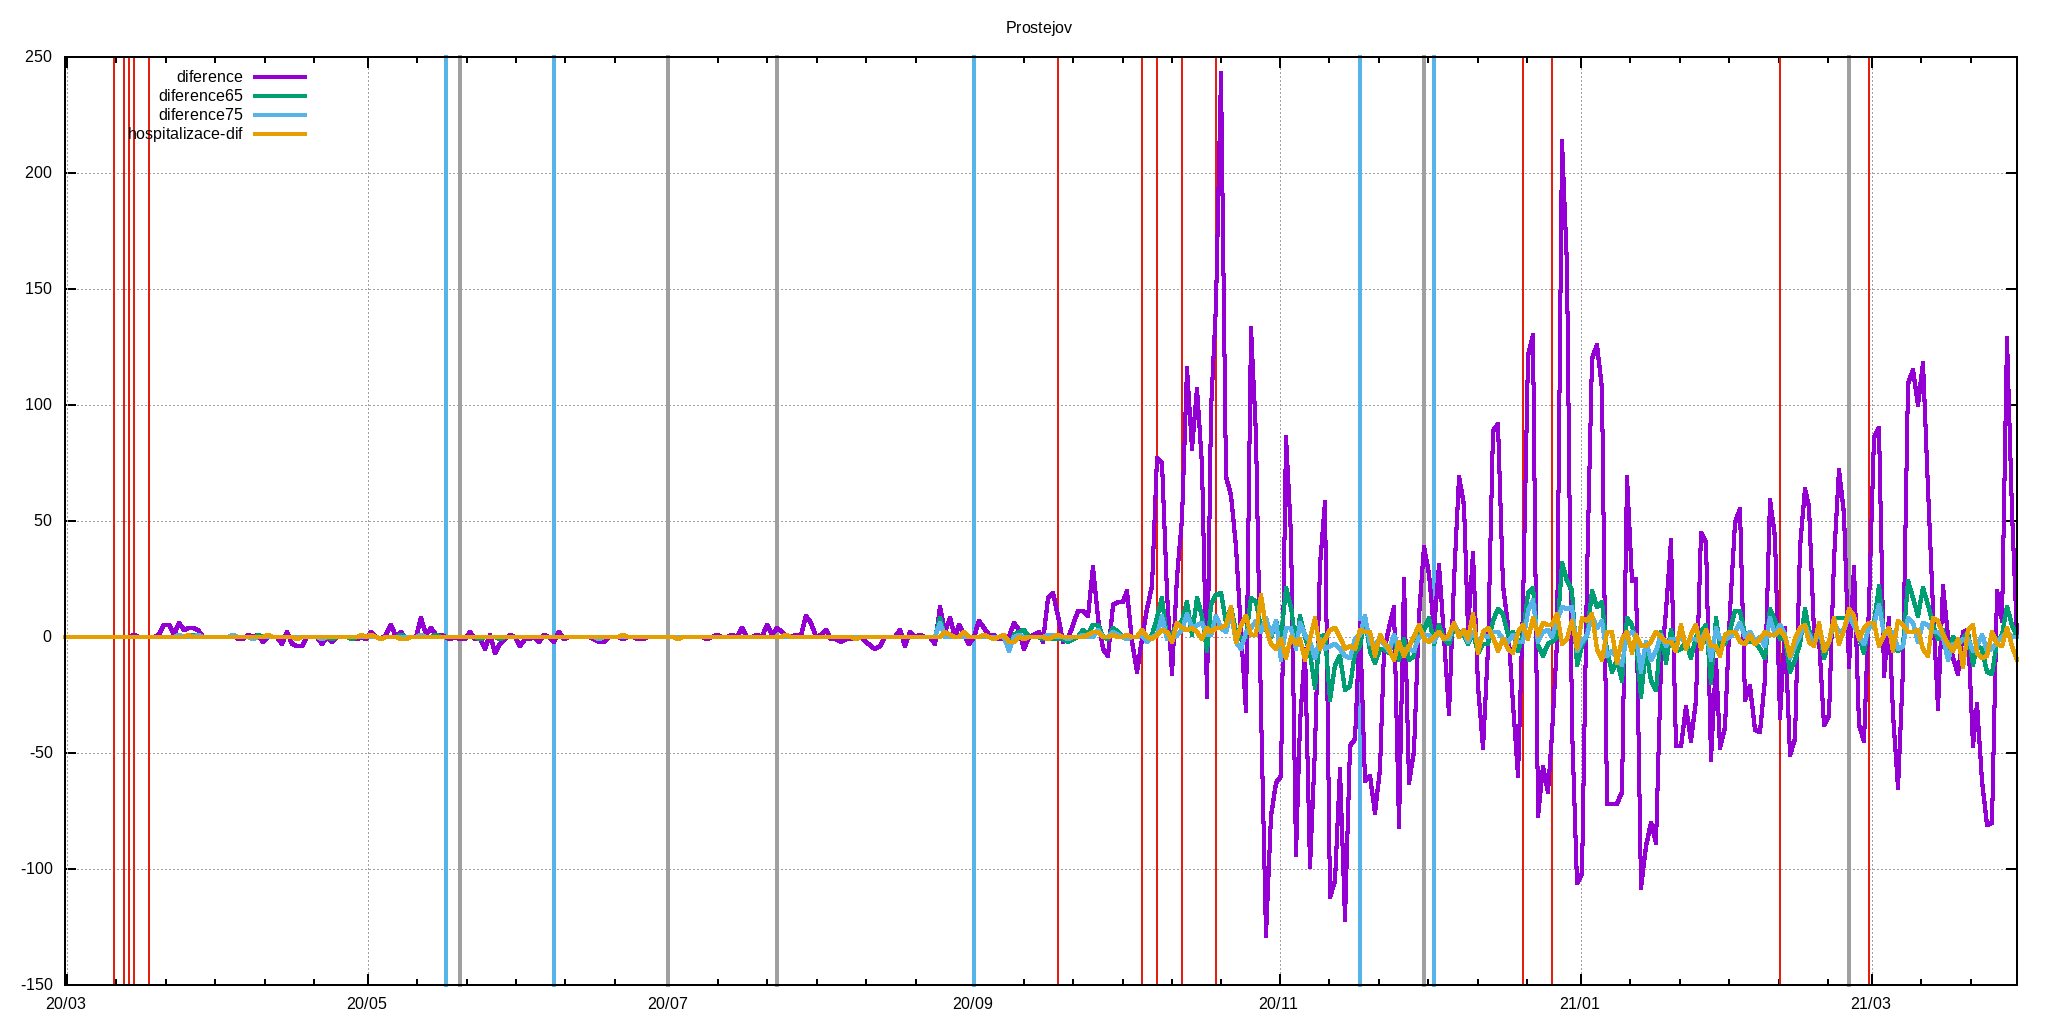 Prostejov
250
200
150
100
50
0
-50
-100
-150
diference
diference65
diference75
hospitalizace-dif
20/03 20/05 20/07 20/09 20/11 21/01 21/03